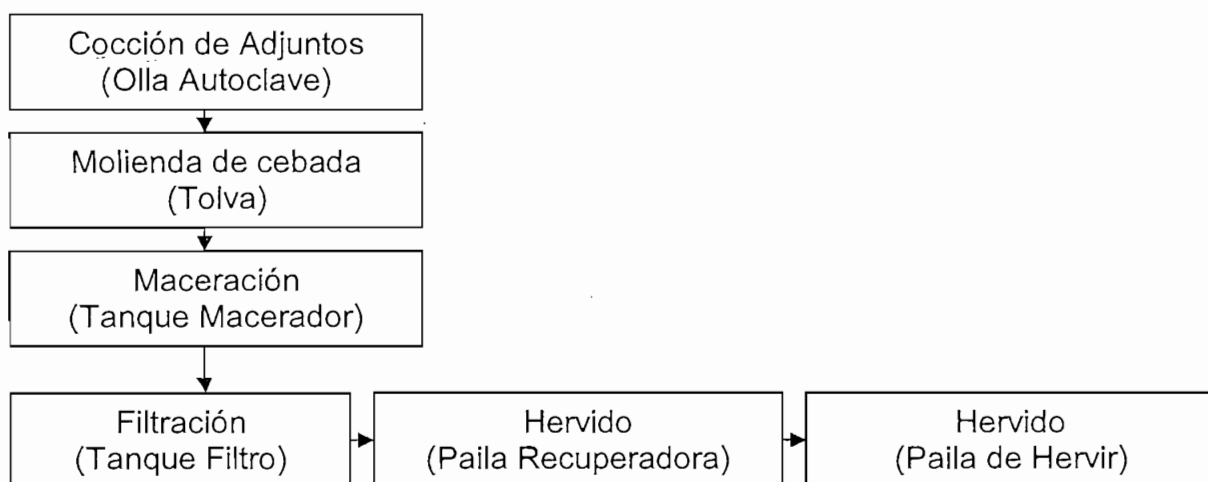 Cocción de Adjuntos
(Olla Autoclave)
Molienda de cebada
(Tolva)
Maceración
(Tanque Macerador)
Filtración
(Tanque Filtro)
Hervido
(Paila Recuperadora)
Hervido
(Paila de Hervir)